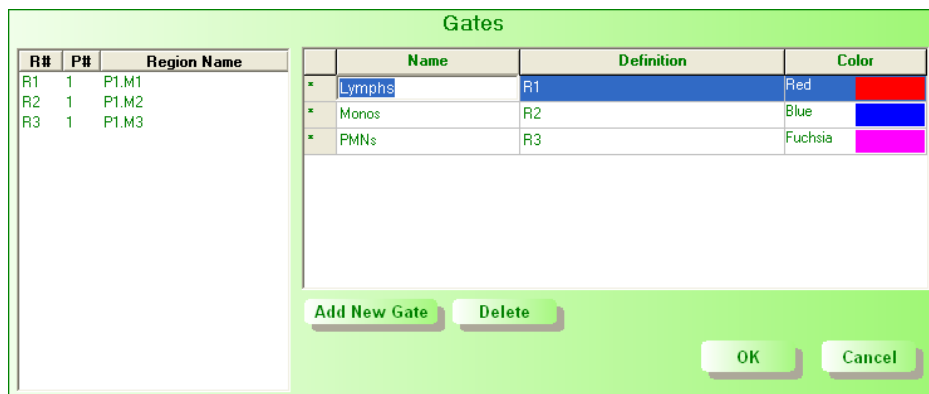 Gates
R# P# Region Name
R1 1 P1.M1
R2 1 P1.M2
R3 1 P1.M3
Name Definition Color
* Lymphs R1 Red
* Monos R2 Blue
* PMNs R3 Fuchsia
Add New Gate Delete
OK Cancel